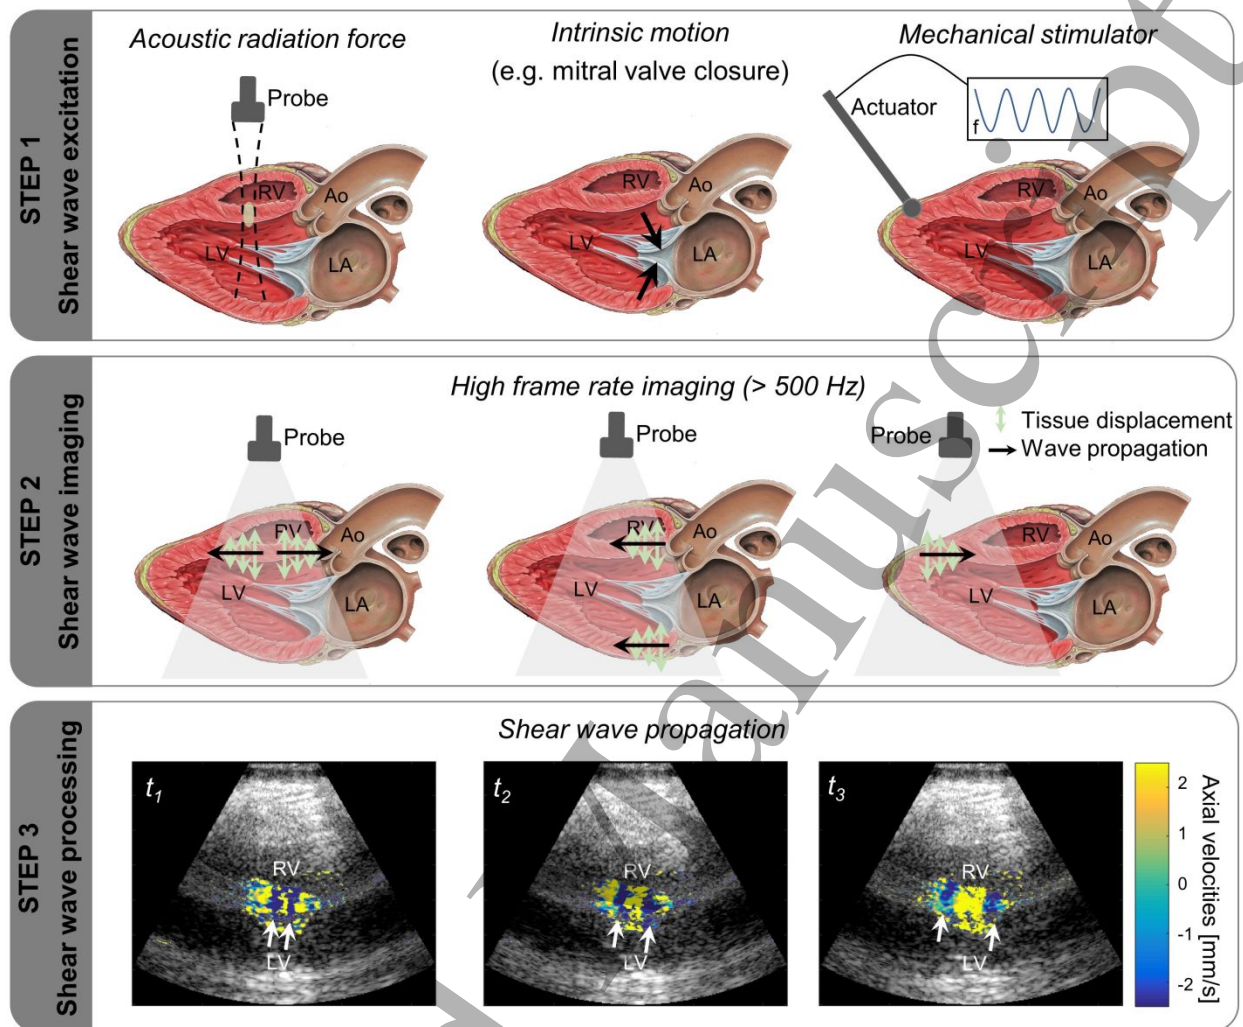 STEP 1
Shear wave excitation
Acoustic radiation force
Intrinsic motion
(e.g. mitral valve closure)
Mechanical stimulator
Probe
Actuator
f
RV
Ao
LV
LA
RV
Ao
LV
LA
RV
Ao
LV
LA
STEP 2
Shear wave imaging
High frame rate imaging (> 500 Hz)
Probe
Probe
Probe
Tissue displacement
Wave propagation
RV
Ao
LV
LA
RV
Ao
LV
LA
RV
Ao
LV
LA
STEP 3
Shear wave processing
Shear wave propagation
t1
RV
LV
t2
RV
LV
t3
RV
LV
2
1
0
-1
-2
Axial velocities [mm/s]
d Manuscript